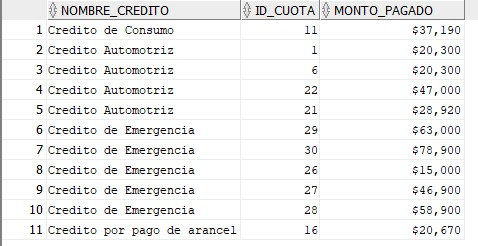 NOMBRE_CREDITO ID_CUOTA MONTO_PAGADO
1 Credito de Consumo 11 $37,190
2 Credito Automotriz 1 $20,300
3 Credito Automotriz 6 $20,300
4 Credito Automotriz 22 $47,000
5 Credito Automotriz 21 $28,920
6 Credito de Emergencia 29 $63,000
7 Credito de Emergencia 30 $78,900
8 Credito de Emergencia 26 $15,000
9 Credito de Emergencia 27 $46,900
10 Credito de Emergencia 28 $58,900
11 Credito por pago de arancel 16 $20,670